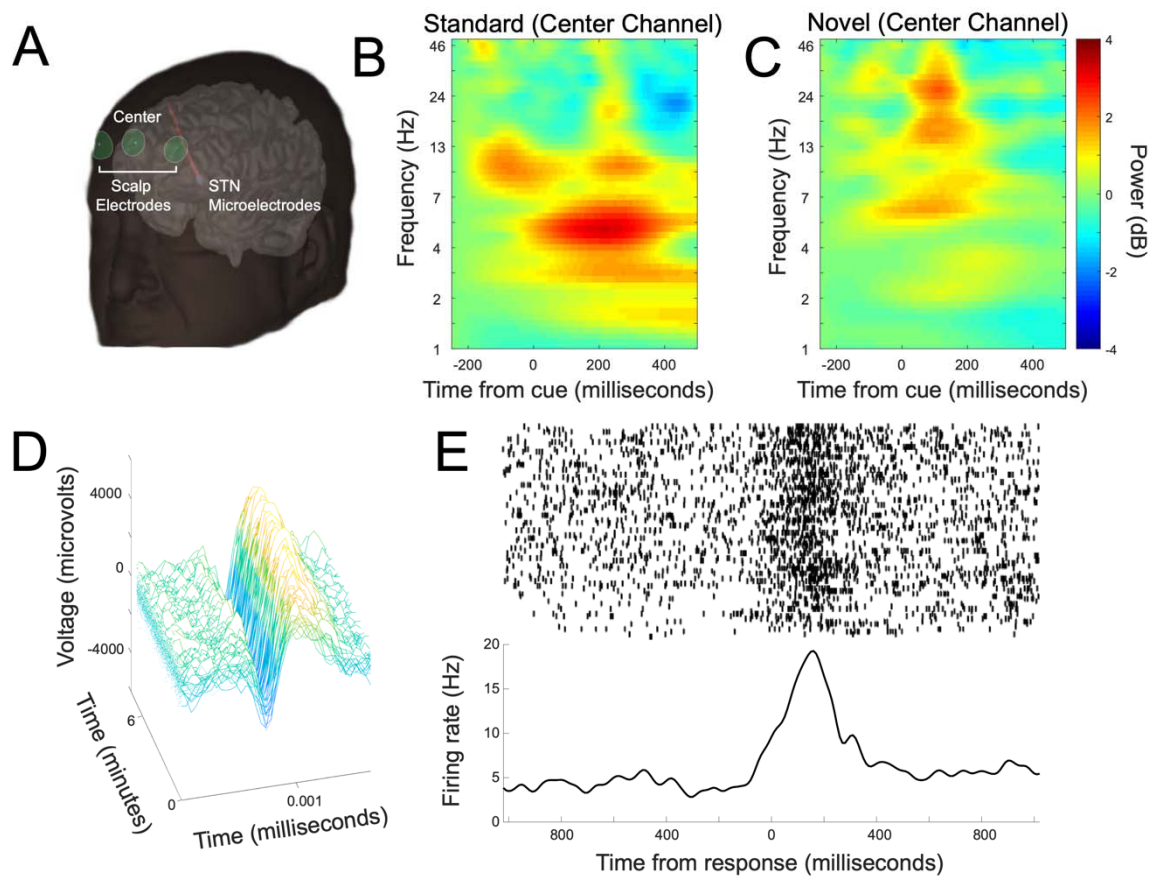 A
Center
Scalp
Electrodes
STN
Microelectrodes
B
Standard (Center Channel)
Frequency (Hz)
46
24
13
7
4
2
1
-200
0
200
400
Time from cue (milliseconds)
C
Novel (Center Channel)
Frequency (Hz)
46
24
13
7
4
2
1
-200
0
200
400
Time from cue (milliseconds)
4
2
0
-2
-4
Power (dB)
D
Voltage (microvolts)
4000
0
-4000
Time (minutes)
6
0
0.001
Time (milliseconds)
E
Firing rate (Hz)
20
15
10
5
0
800
400
0
400
800
Time from response (milliseconds)